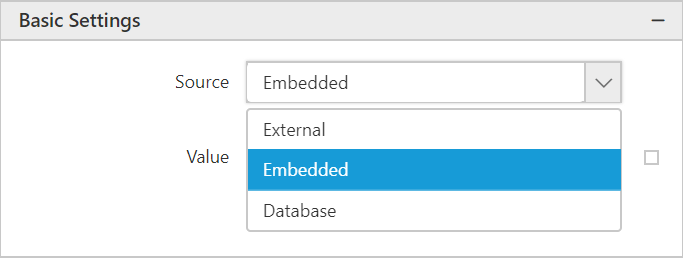 Basic Settings
Source Embedded
External
Value
Embedded
Database